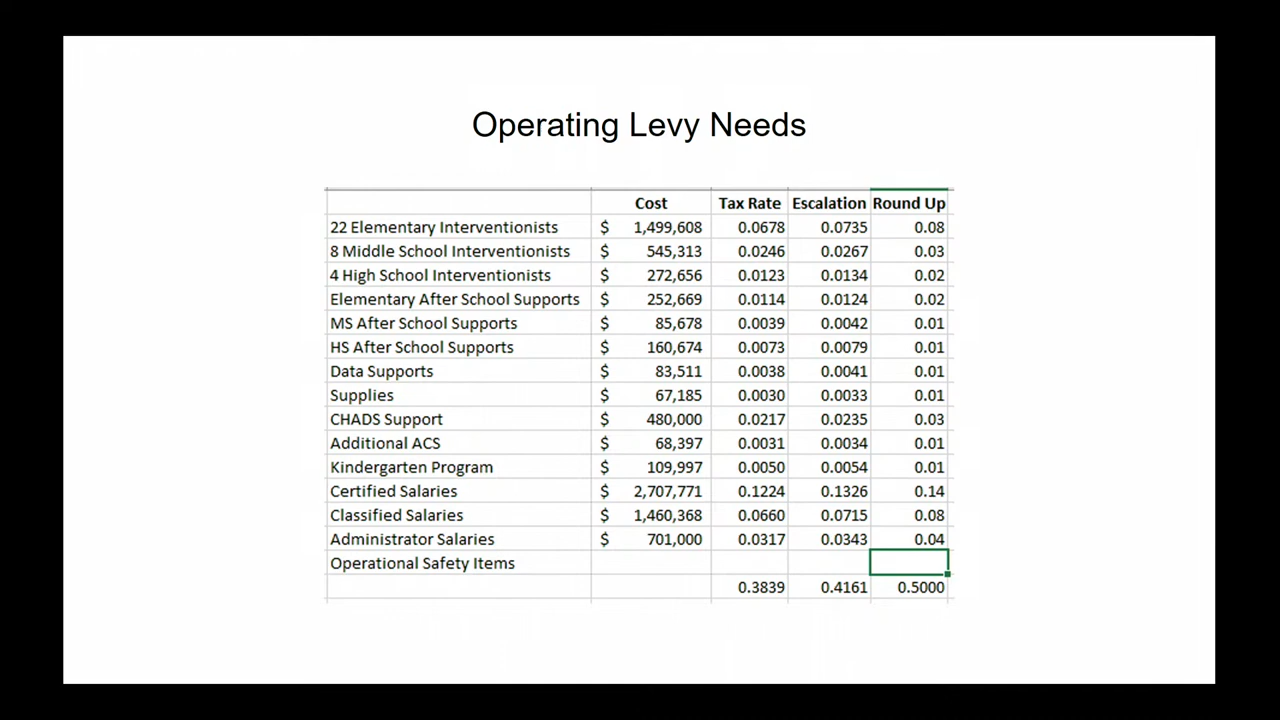 Operating Levy Needs
Cost Tax Rate Escalation Round Up
22 Elementary Interventionists $ 1,499,608 0.0678 0.0735 0.08
8 Middle School Interventionists $ 545,313 0.0246 0.0267 0.03
4 High School Interventionists $ 272,656 0.0123 0.0134 0.02
Elementary After School Supports $ 252,669 0.0114 0.0124 0.02
MS After School Supports $ 85,678 0.0039 0.0042 0.01
HS After School Supports $ 160,674 0.0073 0.0079 0.01
Data Supports $ 83,511 0.0038 0.0041 0.01
Supplies $ 67,185 0.0030 0.0033 0.01
CHADS Support $ 480,000 0.0217 0.0235 0.03
Additional ACS $ 68,397 0.0031 0.0034 0.01
Kindergarten Program $ 109,997 0.0050 0.0054 0.01
Certified Salaries $ 2,707,771 0.1224 0.1326 0.14
Classified Salaries $ 1,460,368 0.0660 0.0715 0.08
Administrator Salaries $ 701,000 0.0317 0.0343 0.04
Operational Safety Items
0.3839 0.4161 0.5000